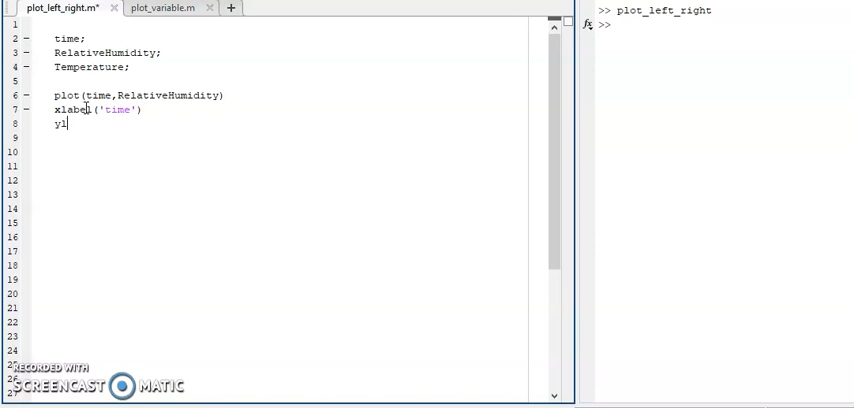 plot_left_right.m* × plot_variable.m × +
1
2 – time;
3 – RelativeHumidity;
4 – Temperature;
5
6 – plot(time,RelativeHumidity)
7 – xlabel('time')
8 yl
9
10
11
12
13
14
15
16
17
18
19
20
21
22
23
24
25
26
27
RECORDED WITH
SCREENCAST MATIC
>> plot_left_right
fx >>